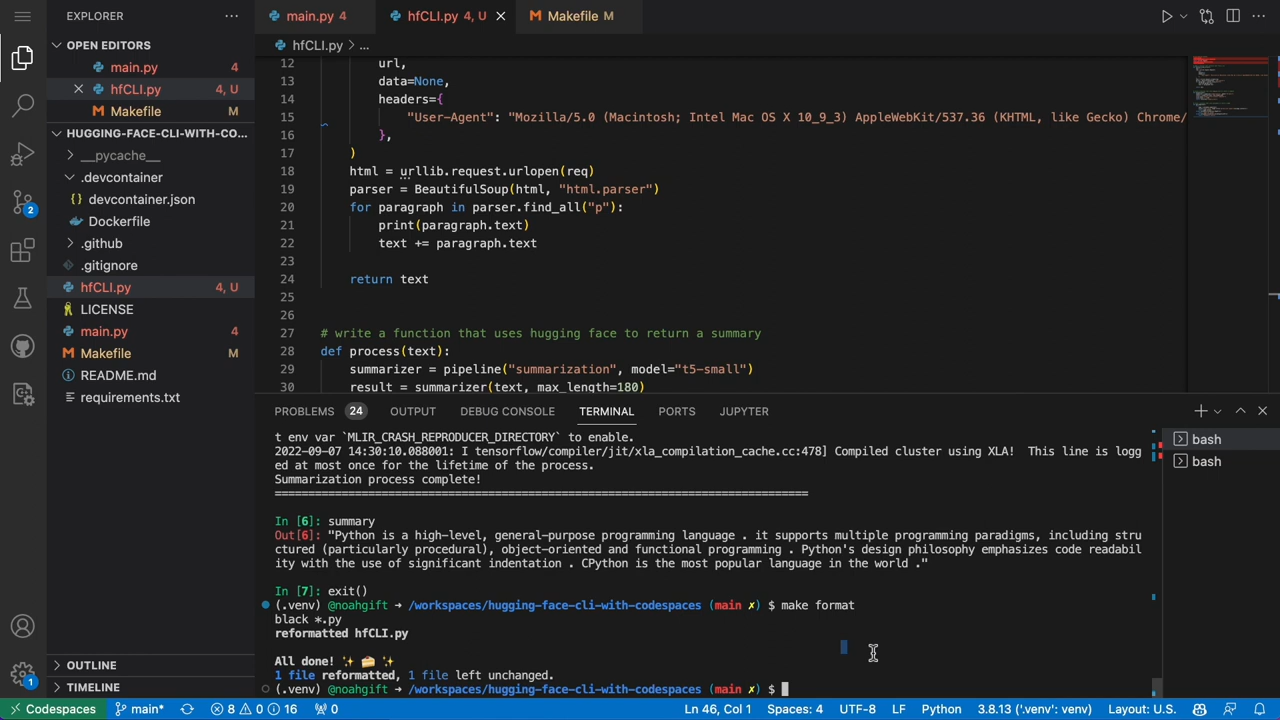 EXPLORER
main.py 4
hfCLI.py 4, U
Makefile M
OPEN EDITORS
main.py 4
hfCLI.py 4, U
Makefile M
HUGGING-FACE-CLI-WITH-CO...
__pycache__
.devcontainer
devcontainer.json
Dockerfile
.github
.gitignore
hfCLI.py 4, U
LICENSE
main.py 4
Makefile M
README.md
requirements.txt
OUTLINE
TIMELINE
2
1
hfCLI.py > ...
12 url,
13 data=None,
14 headers={
15 "User-Agent": "Mozilla/5.0 (Macintosh; Intel Mac OS X 10_9_3) AppleWebKit/537.36 (KHTML, like Gecko) Chrome/
16 },
17 )
18 html = urllib.request.urlopen(req)
19 parser = BeautifulSoup(html, "html.parser")
20 for paragraph in parser.find_all("p"):
21 print(paragraph.text)
22 text += paragraph.text
23
24 return text
25
26
27 # write a function that uses hugging face to return a summary
28 def process(text):
29 summarizer = pipeline("summarization", model="t5-small")
30 result = summarizer(text, max_length=180)
PROBLEMS 24 OUTPUT DEBUG CONSOLE TERMINAL PORTS JUPYTER
t env var `MLIR_CRASH_REPRODUCER_DIRECTORY` to enable.
2022-09-07 14:30:10.088001: I tensorflow/compiler/jit/xla_compilation_cache.cc:478] Compiled cluster using XLA!  This line is logg
ed at most once for the lifetime of the process.
Summarization process complete!
================================================================================
In [6]: summary
Out[6]: "Python is a high-level, general-purpose programming language . it supports multiple programming paradigms, including stru
ctured (particularly procedural), object-oriented and functional programming . Python's design philosophy emphasizes code readabil
ity with the use of significant indentation . CPython is the most popular language in the world ."
In [7]: exit()
(.venv) @noahgift ➜ /workspaces/hugging-face-cli-with-codespaces (main ✗) $ make format
black *.py
reformatted hfCLI.py
All done! ✨ 🍰 ✨
1 file reformatted, 1 file left unchanged.
(.venv) @noahgift ➜ /workspaces/hugging-face-cli-with-codespaces (main ✗) $
bash
bash
Codespaces main* 8 0 16 0 Ln 46, Col 1 Spaces: 4 UTF-8 LF Python 3.8.13 ('.venv': venv) Layout: U.S.